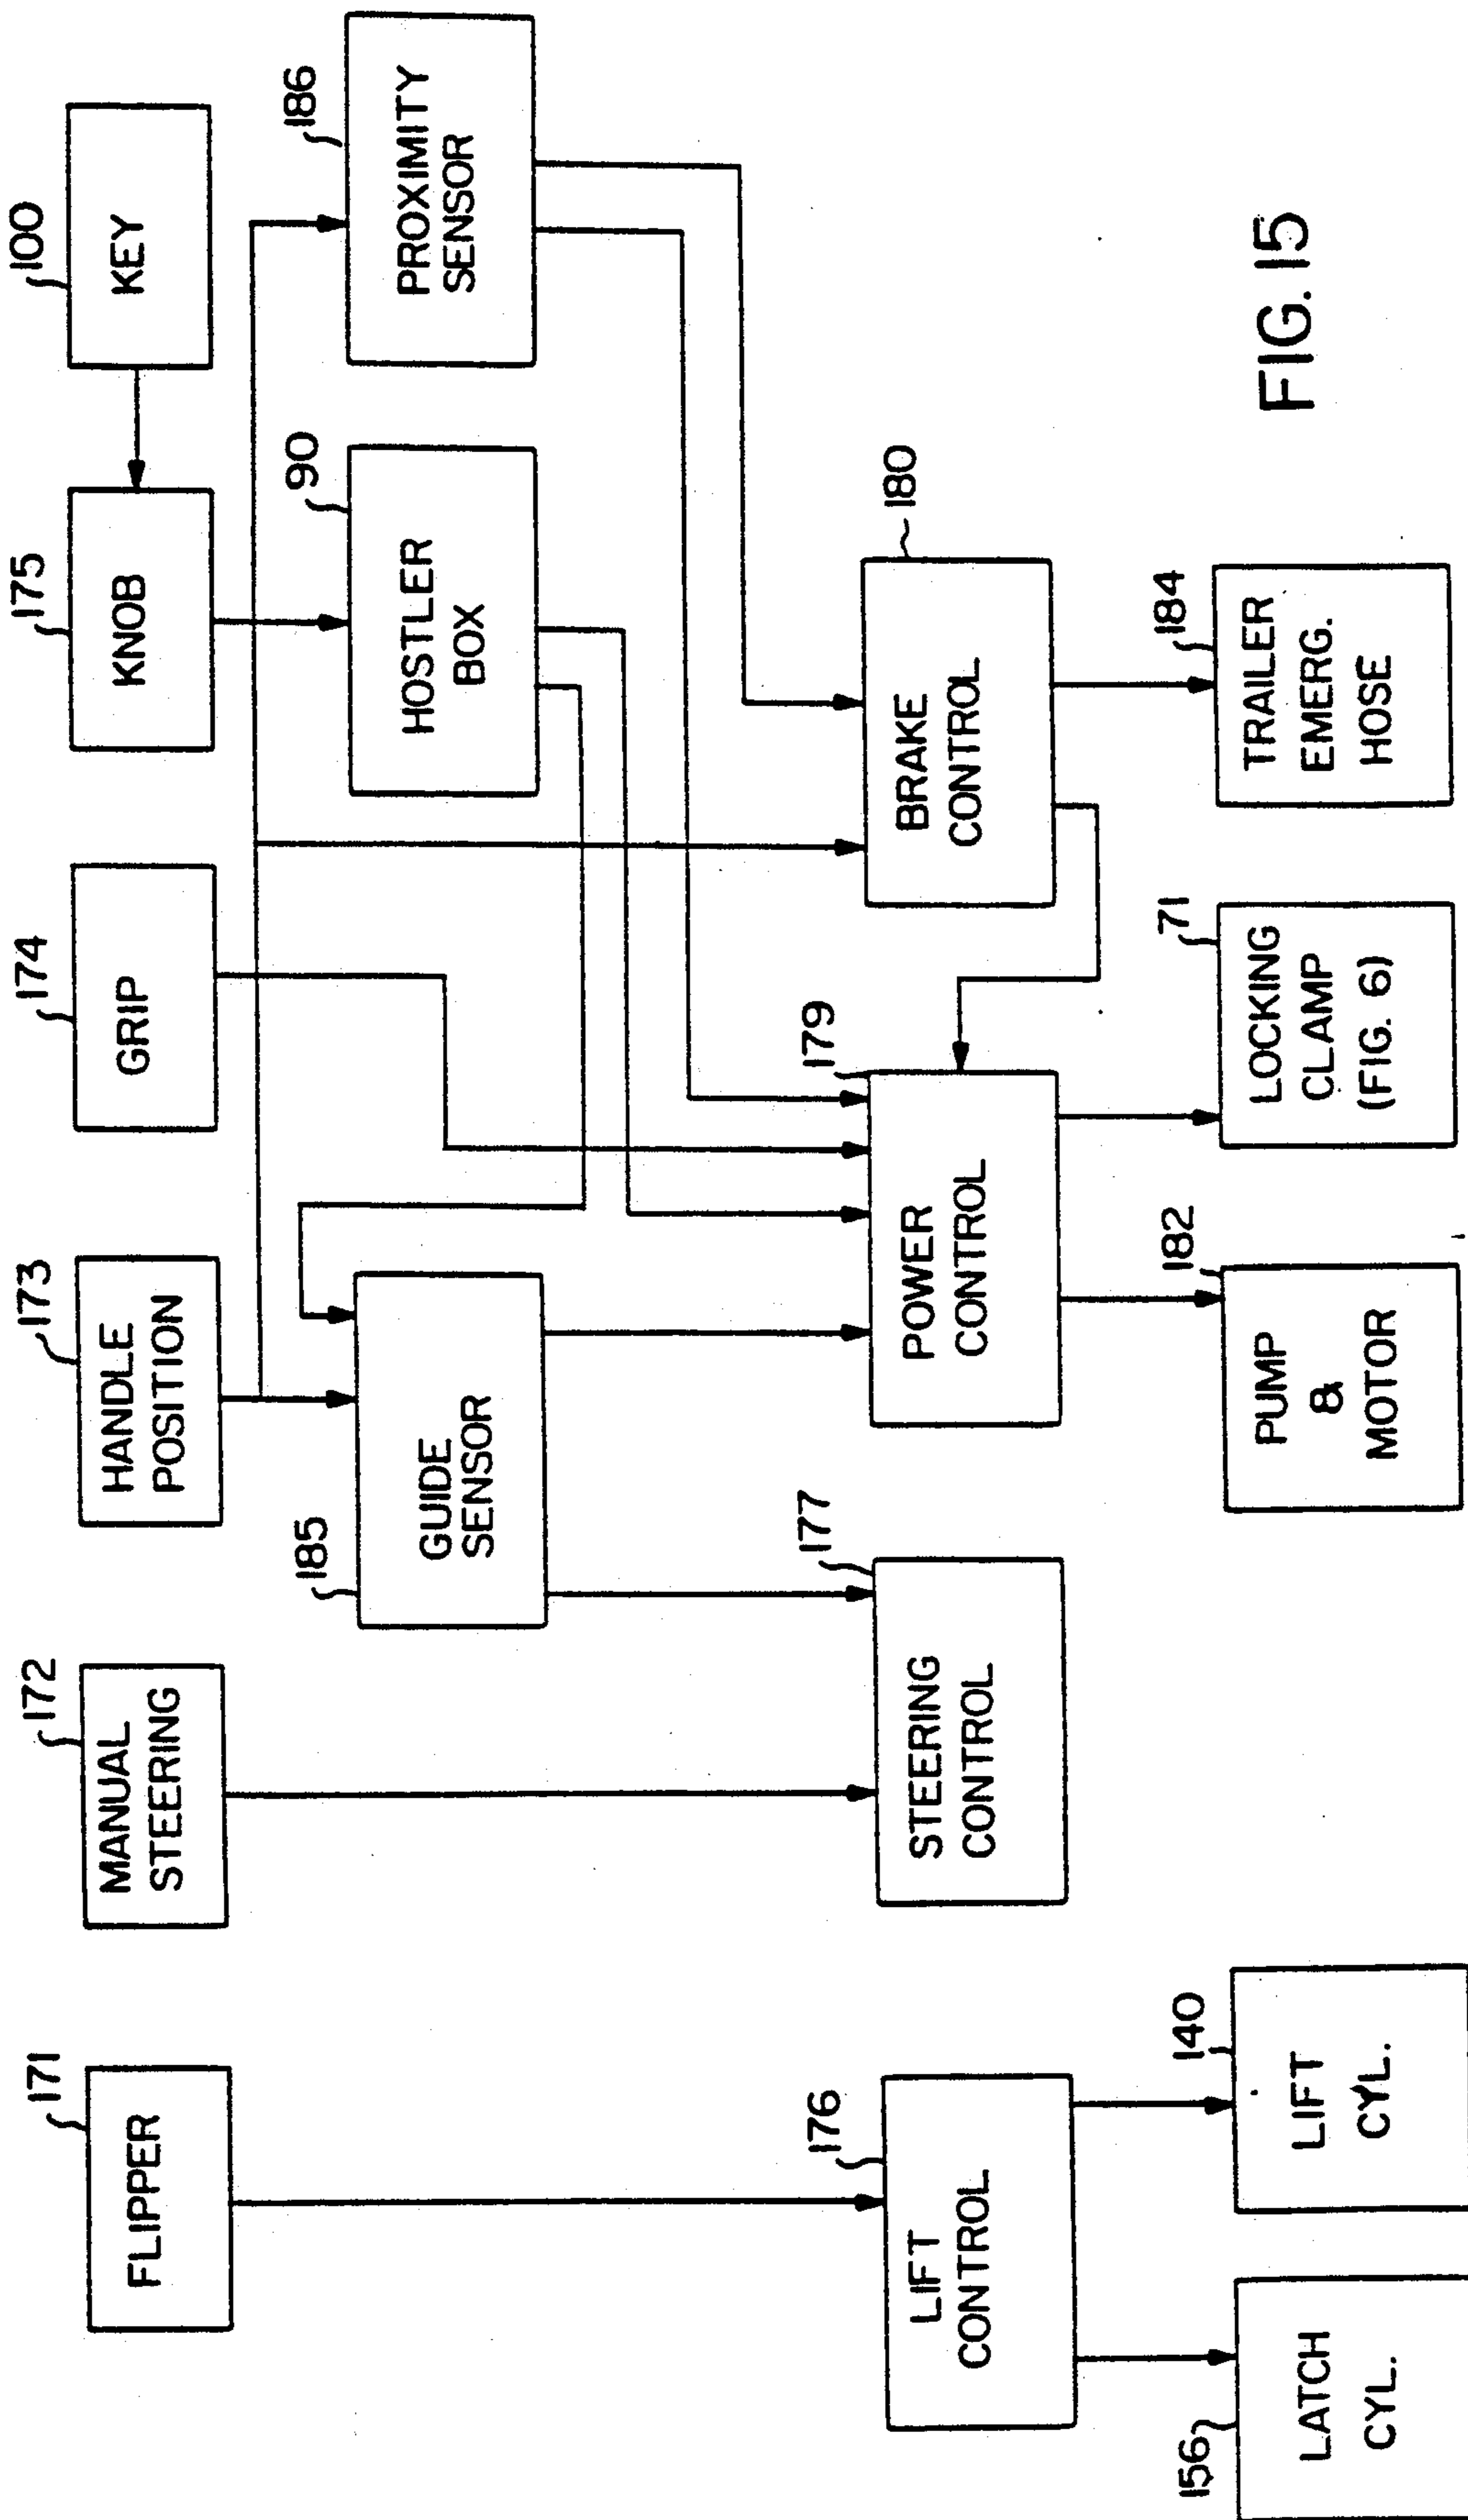 171
FLIPPER
172
MANUAL
STEERING
173
HANDLE
POSITION
174
GRIP
175
KNOB
100
KEY
185
GUIDE
SENSOR
90
HOSTLER
BOX
186
PROXIMITY
SENSOR
176
LIFT
CONTROL
177
STEERING
CONTROL
179
POWER
CONTROL
180
BRAKE
CONTROL
156
LATCH
CYL.
140
LIFT
CYL.
182
PUMP
&
MOTOR
71
LOCKING
CLAMP
(FIG. 6)
184
TRAILER
EMERG.
HOSE
FIG. 15